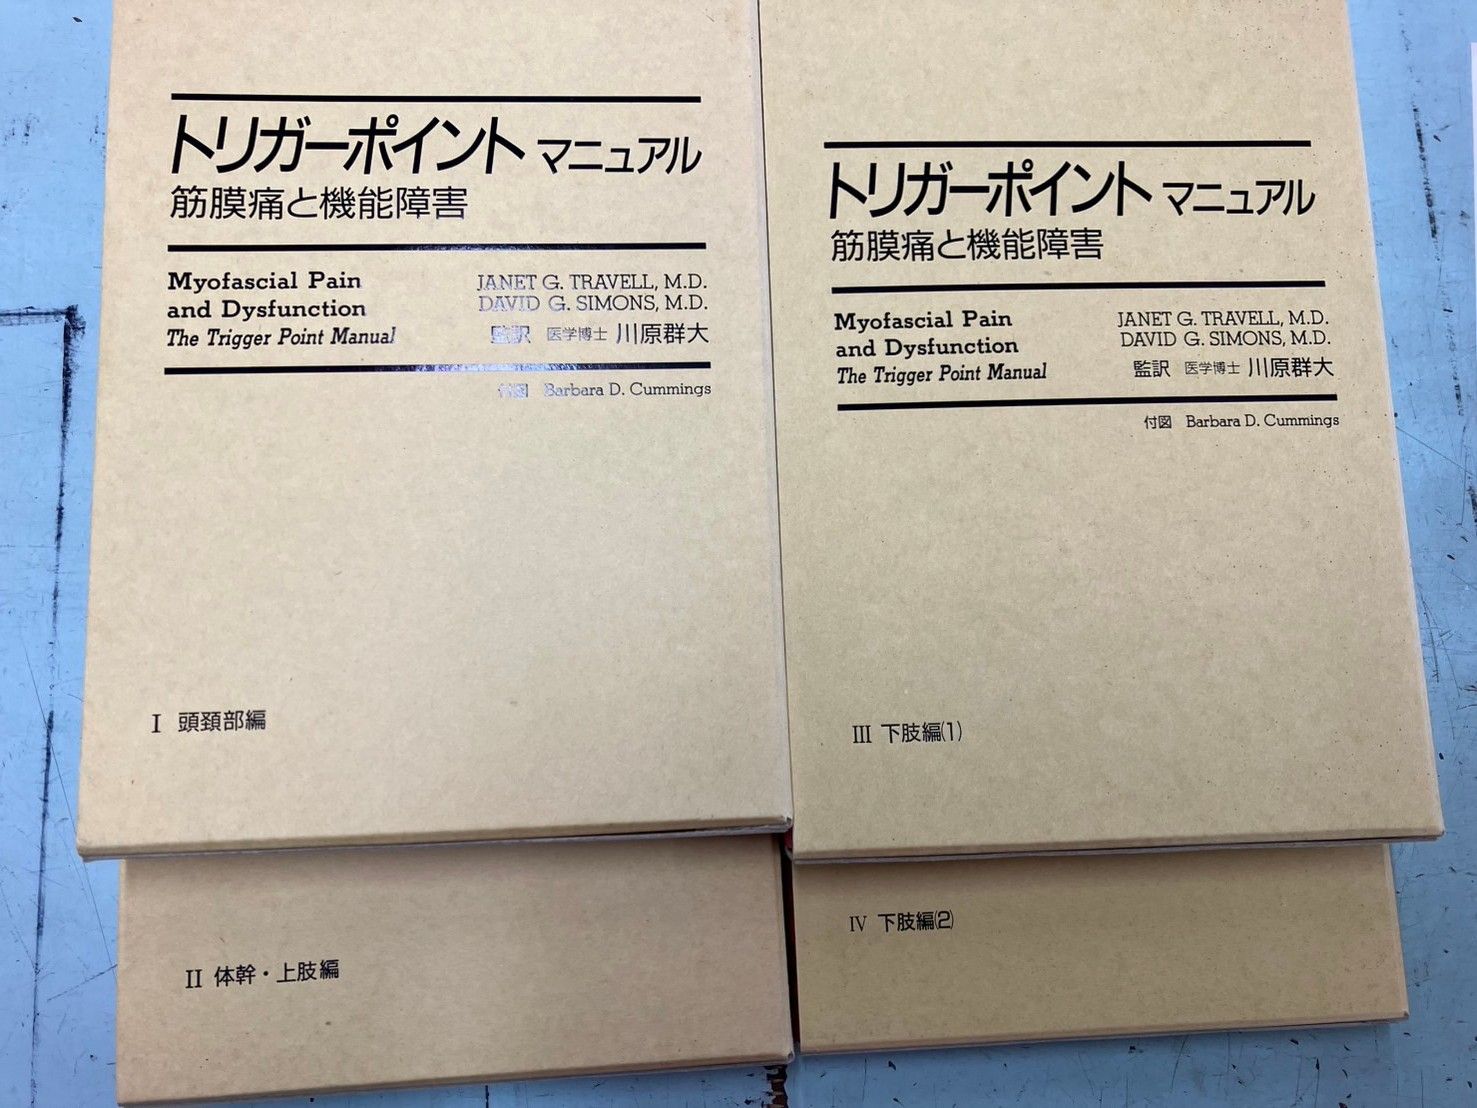 トリガーポイント マニュアル
筋膜痛と機能障害
Myofascial Pain
and Dysfunction
The Trigger Point Manual
JANET G. TRAVELL, M.D.
DAVID G. SIMONS, M.D.
監訳 医学博士 川原群大
付図 Barbara D. Cummings
I 頭頚部編
トリガーポイント マニュアル
筋膜痛と機能障害
Myofascial Pain
and Dysfunction
The Trigger Point Manual
JANET G. TRAVELL, M.D.
DAVID G. SIMONS, M.D.
監訳 医学博士 川原群大
付図 Barbara D. Cummings
III 下肢編(1)
II 体幹・上肢編
IV 下肢編(2)